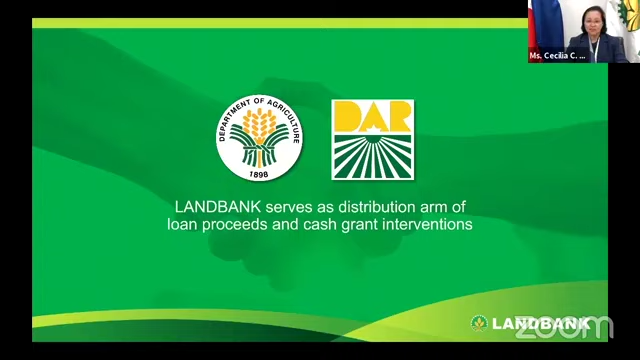 Ms. Cecilia C. ...
DEPARTMENT OF AGRICULTURE
1898
DAR
LANDBANK serves as distribution arm of
loan proceeds and cash grant interventions
LANDBANK
zoom